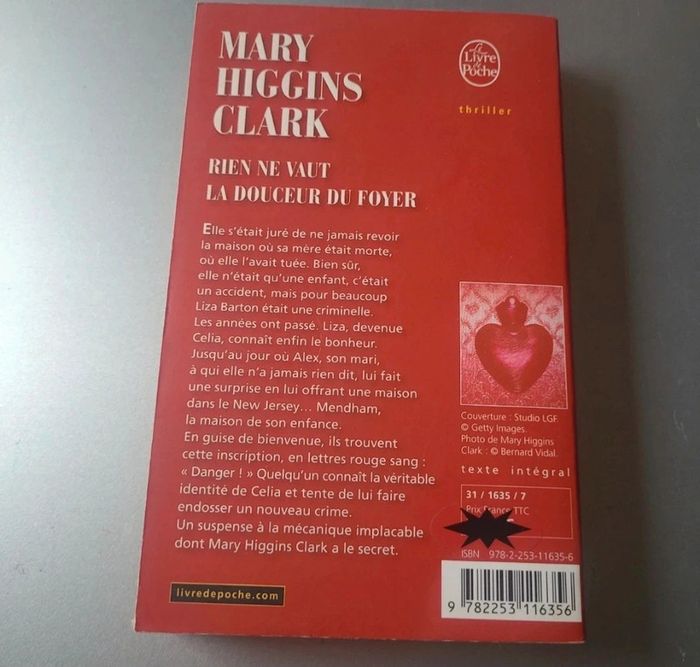 MARY
HIGGINS
CLARK
Le
Livre
de
Poche
thriller
RIEN NE VAUT
LA DOUCEUR DU FOYER
Elle s'était juré de ne jamais revoir
la maison où sa mère était morte,
où elle l'avait tuée. Bien sûr,
elle n'était qu'une enfant, c'était
un accident, mais pour beaucoup
Liza Barton était une criminelle.
Les années ont passé. Liza, devenue
Celia, connaît enfin le bonheur.
Jusqu'au jour où Alex, son mari,
à qui elle n'a jamais rien dit, lui fait
une surprise en lui offrant une maison
dans le New Jersey... Mendham,
la maison de son enfance.
En guise de bienvenue, ils trouvent
cette inscription, en lettres rouge sang :
« Danger ! » Quelqu'un connaît la véritable
identité de Celia et tente de lui faire
endosser un nouveau crime.
Un suspense à la mécanique implacable
dont Mary Higgins Clark a le secret.
livredepoche.com
Couverture : Studio LGF.
© Getty Images.
Photo de Mary Higgins
Clark : © Bernard Vidal.
texte intégral
31 / 1635 / 7
Prix France TTC
ISBN 978-2-253-11635-6
9 782253 116356